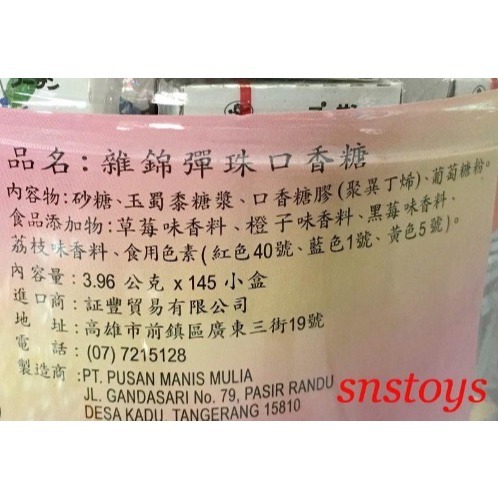 品名：雜錦彈珠口香糖
內容物:砂糖、玉蜀黍糖漿、口香糖膠(聚異丁烯)、葡萄糖粉。
食品添加物:草莓味香料、橙子味香料、黑莓味香料、
荔枝味香料、食用色素(紅色40號、藍色1號、黃色5號)。
內容量：3.96 公克 x 145 小盒
進口商：証豐貿易有限公司
地　址：高雄市前鎮區廣東三街19號
電　話：(07) 7215128
製造商：PT. PUSAN MANIS MULIA
JL. GANDASARI No. 79, PASIR RANDU
DESA KADU, TANGERANG 15810
snstoys